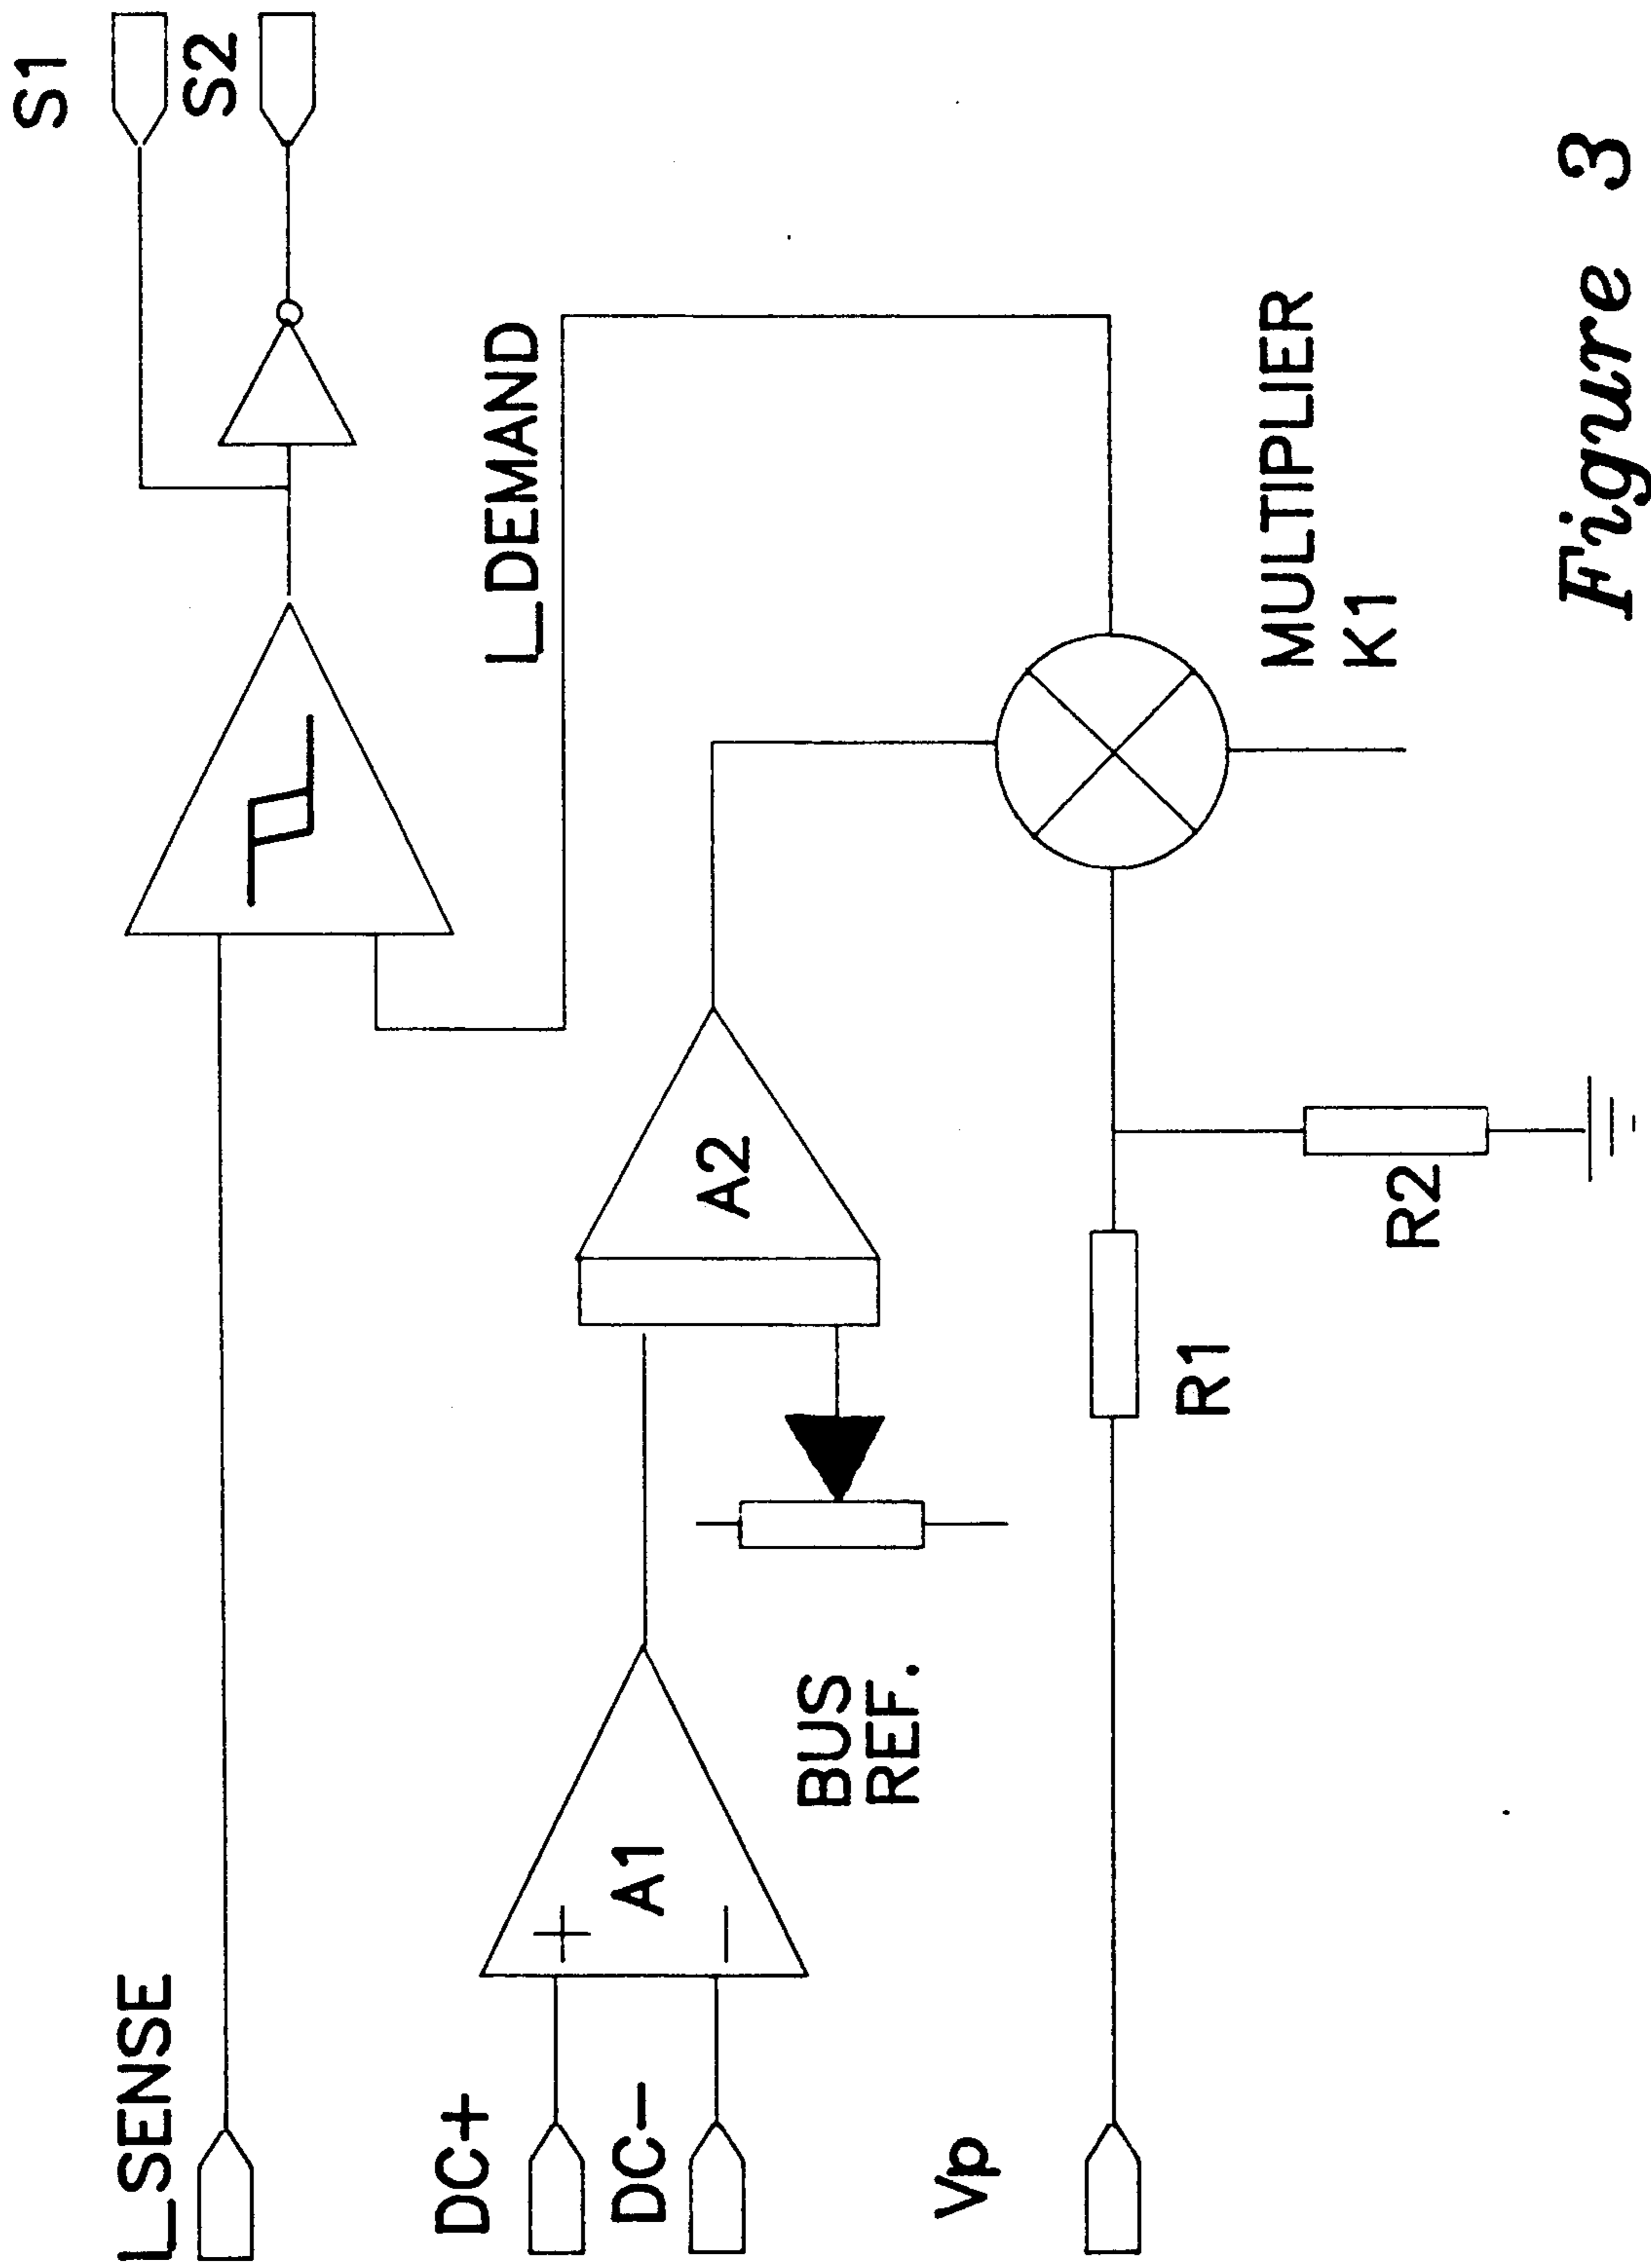 I_SENSE
S1
S2
DC+
DC−
A1
A2
I_DEMAND
BUS
REF.
Vp
R1
R2
MULTIPLIER
K1
Figure 3